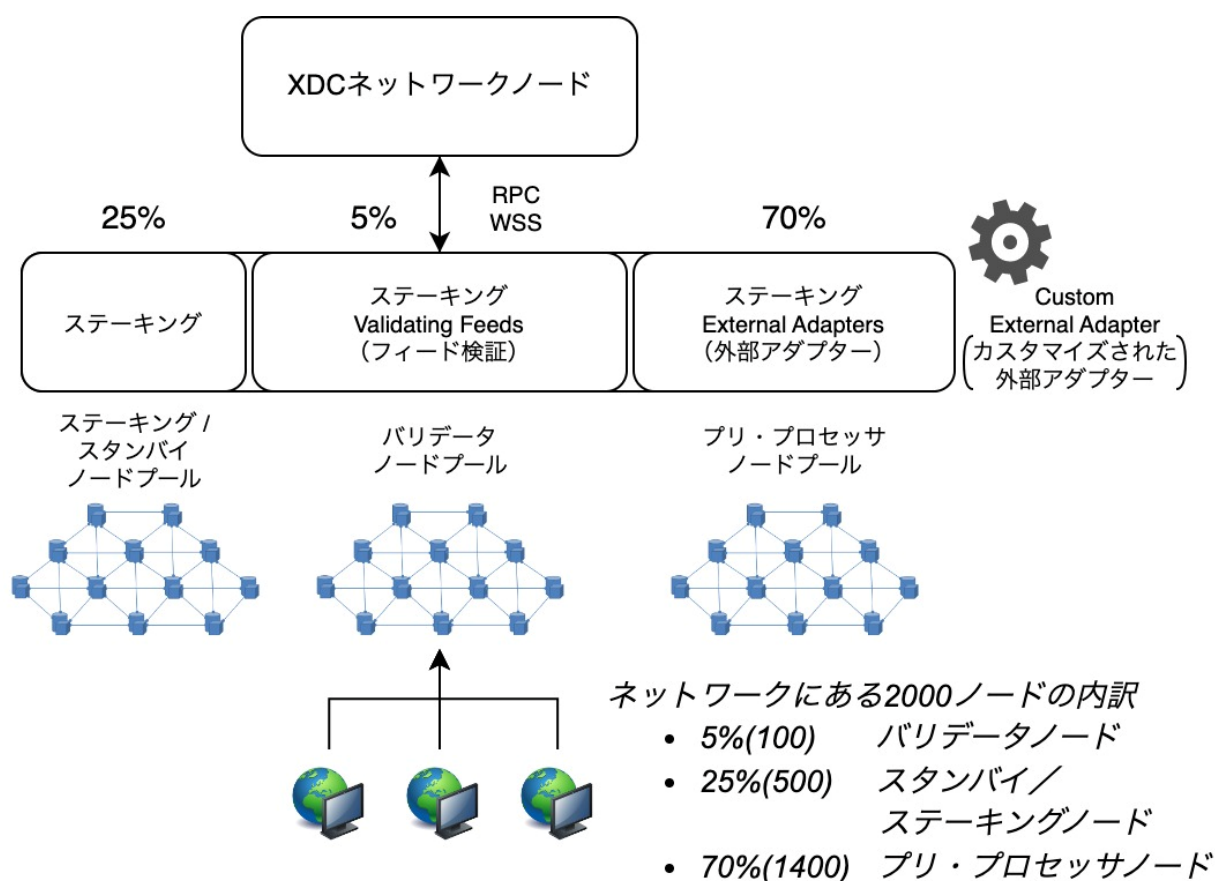 XDCネットワークノード
RPC
WSS
25%
5%
70%
ステーキング
ステーキング
Validating Feeds
（フィード検証）
ステーキング
External Adapters
（外部アダプター）
Custom
External Adapter
(カスタマイズされた
外部アダプター)
ステーキング /
スタンバイ
ノードプール
バリデータ
ノードプール
プリ・プロセッサ
ノードプール
ネットワークにある2000ノードの内訳
• 5%(100) バリデータノード
• 25%(500) スタンバイ／
ステーキングノード
• 70%(1400) プリ・プロセッサノード